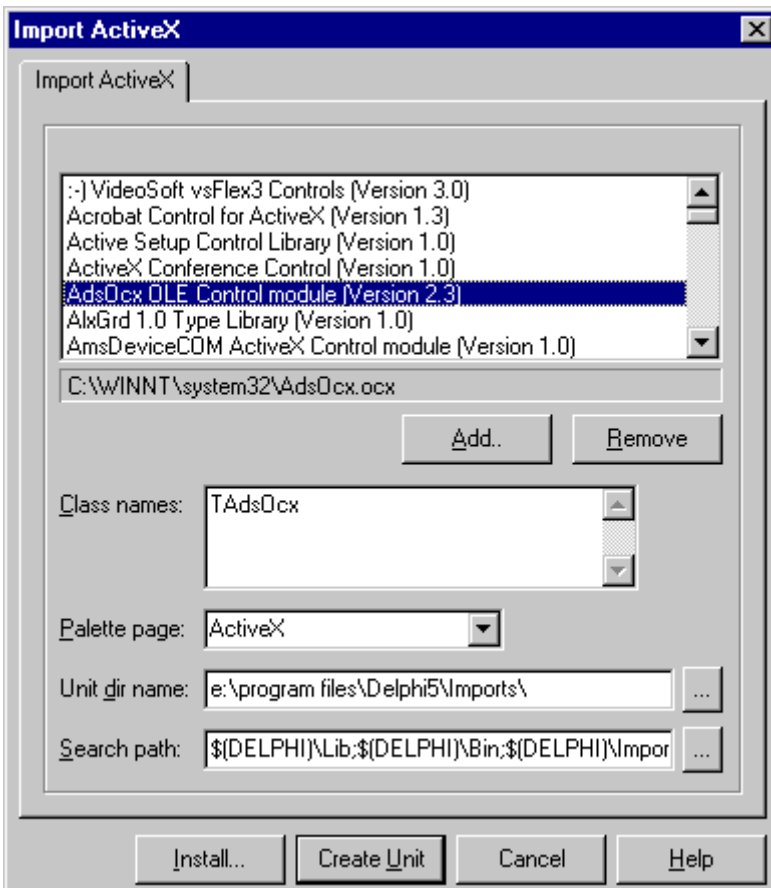 Import ActiveX
Import ActiveX
:-) VideoSoft vsFlex3 Controls (Version 3.0)
Acrobat Control for ActiveX (Version 1.3)
Active Setup Control Library (Version 1.0)
ActiveX Conference Control (Version 1.0)
AdsOcx OLE Control module (Version 2.3)
AlxGrd 1.0 Type Library (Version 1.0)
AmsDeviceCOM ActiveX Control module (Version 1.0)
C:\WINNT\system32\AdsOcx.ocx
Add.. Remove
Class names: TAdsOcx
Palette page: ActiveX
Unit dir name: e:\program files\Delphi5\Imports\ ...
Search path: $(DELPHI)\Lib;$(DELPHI)\Bin;$(DELPHI)\Impor ...
Install... Create Unit Cancel Help